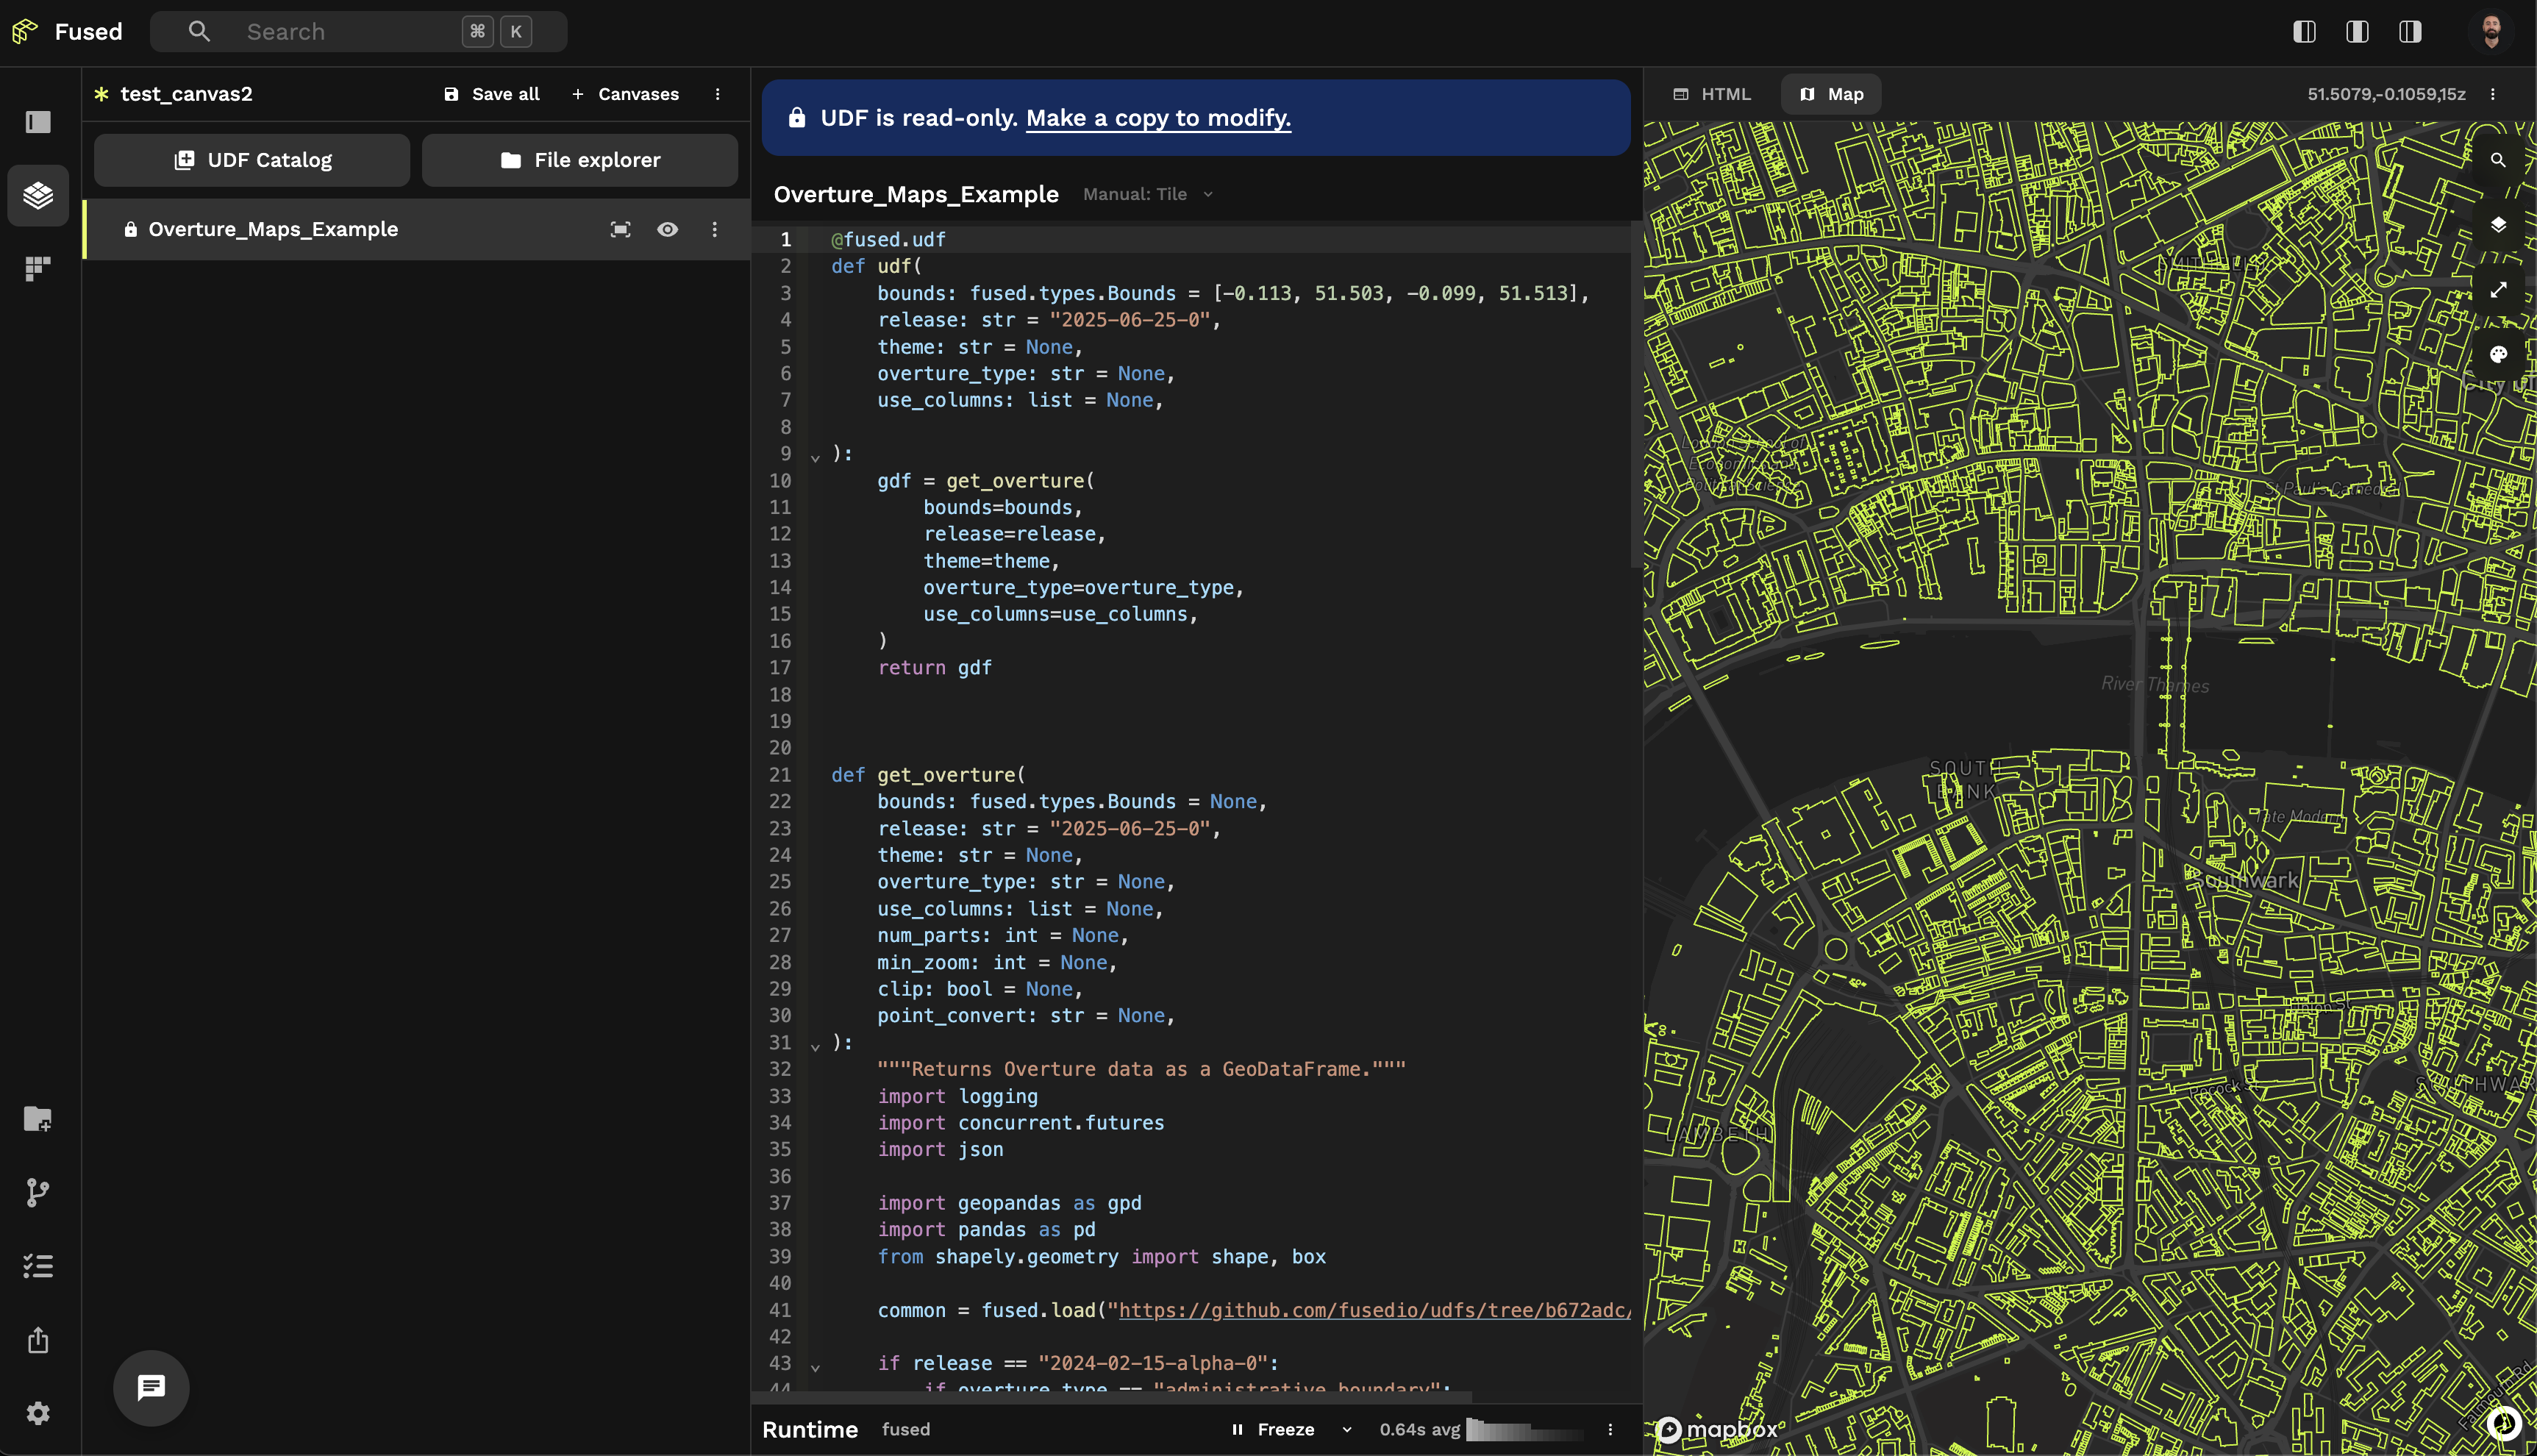 Fused
Search
⌘ K
test_canvas2
Save all
+ Canvases
UDF Catalog
File explorer
Overture_Maps_Example
UDF is read-only. Make a copy to modify.
Overture_Maps_Example Manual: Tile
1 @fused.udf
2 def udf(
3 bounds: fused.types.Bounds = [-0.113, 51.503, -0.099, 51.513],
4 release: str = "2025-06-25-0",
5 theme: str = None,
6 overture_type: str = None,
7 use_columns: list = None,
8
9 ):
10 gdf = get_overture(
11 bounds=bounds,
12 release=release,
13 theme=theme,
14 overture_type=overture_type,
15 use_columns=use_columns,
16 )
17 return gdf
18
19
20
21 def get_overture(
22 bounds: fused.types.Bounds = None,
23 release: str = "2025-06-25-0",
24 theme: str = None,
25 overture_type: str = None,
26 use_columns: list = None,
27 num_parts: int = None,
28 min_zoom: int = None,
29 clip: bool = None,
30 point_convert: str = None,
31 ):
32 """Returns Overture data as a GeoDataFrame."""
33 import logging
34 import concurrent.futures
35 import json
36
37 import geopandas as gpd
38 import pandas as pd
39 from shapely.geometry import shape, box
40
41 common = fused.load("https://github.com/fusedio/udfs/tree/b672adc/
42
43 if release == "2024-02-15-alpha-0":
44 if overture_type == "administrative_boundary":
Runtime fused
Freeze
0.64s avg
HTML
Map
51.5079,-0.1059,15z
St Paul's Cathedral
River Thames
SOUTH
BANK
Tate Modern
Southwark
Union St
Pocock St
SOUTHWAR
LAMBETH
mapbox